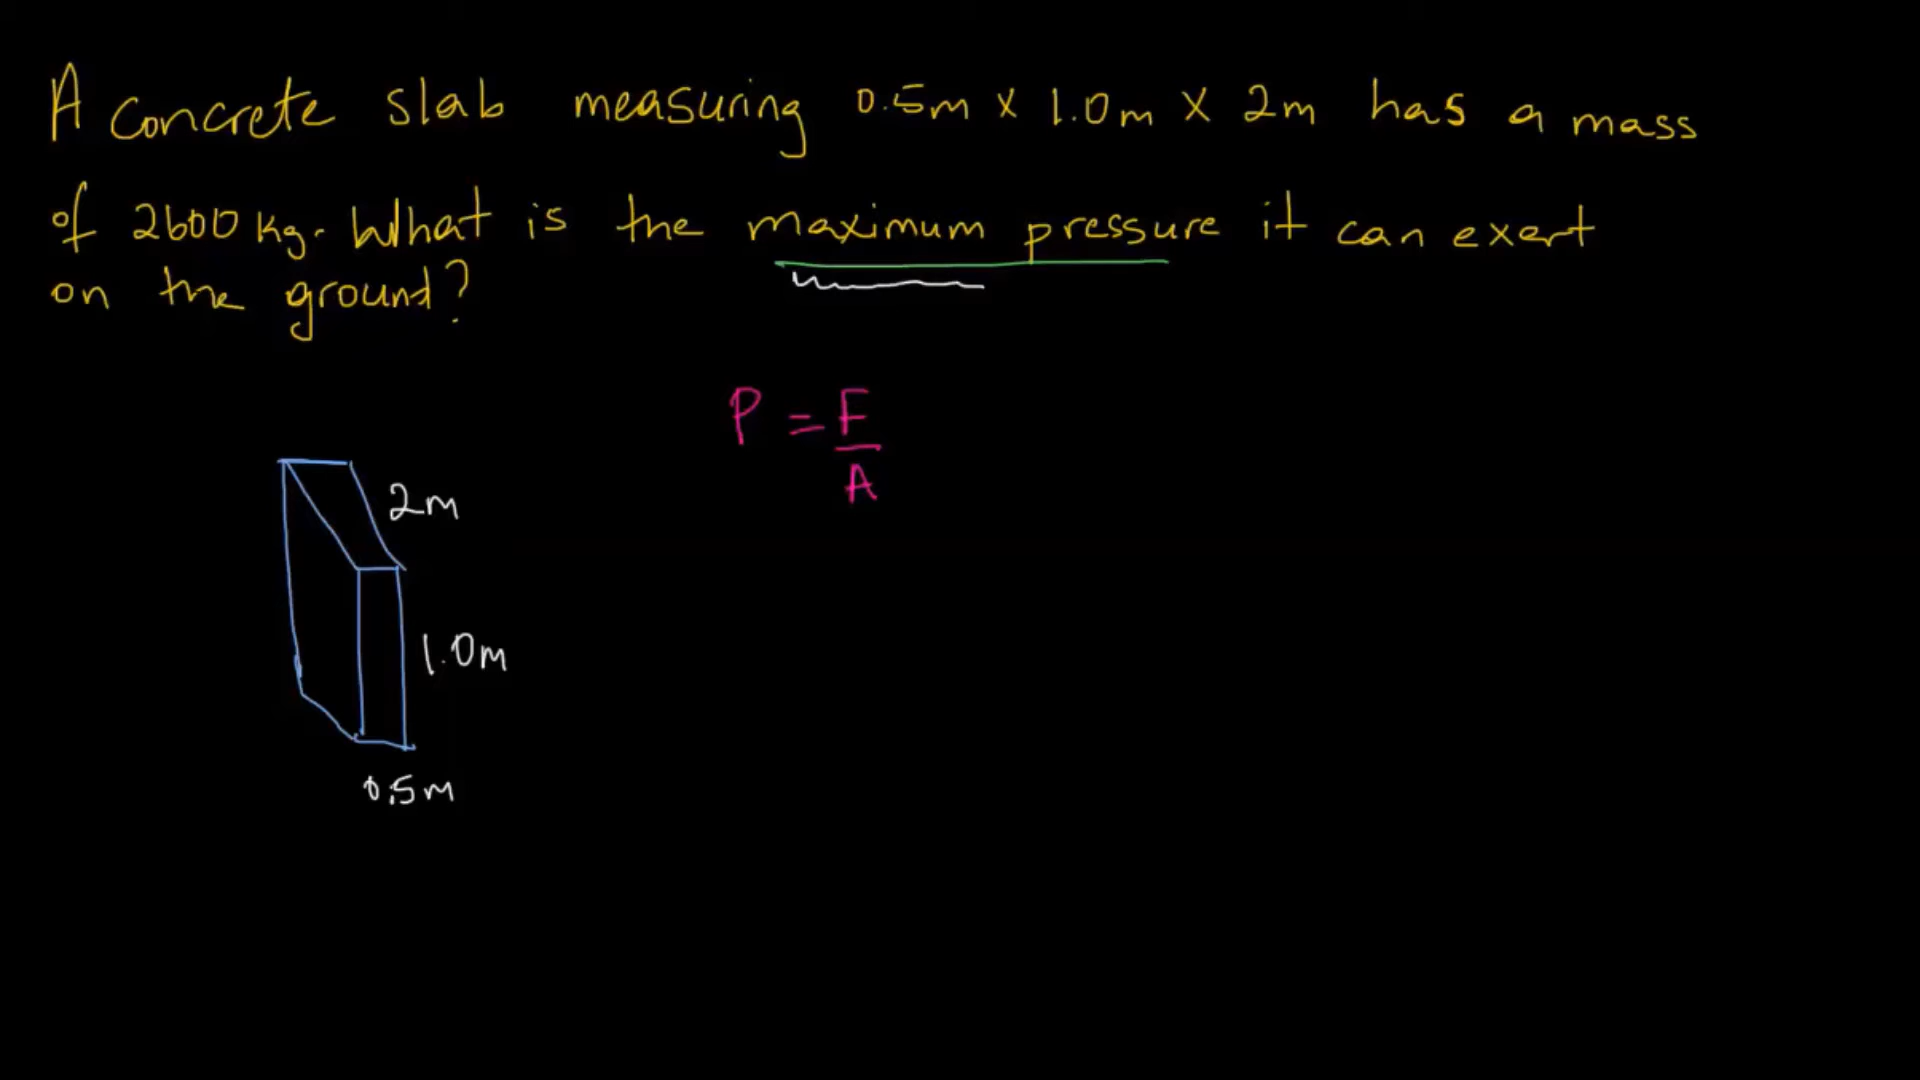 A concrete slab measuring 0.5m x 1.0m x 2m has a mass
of 2600 kg. What is the maximum pressure it can exert
on the ground?
P = F
A
2m
1.0m
0.5m